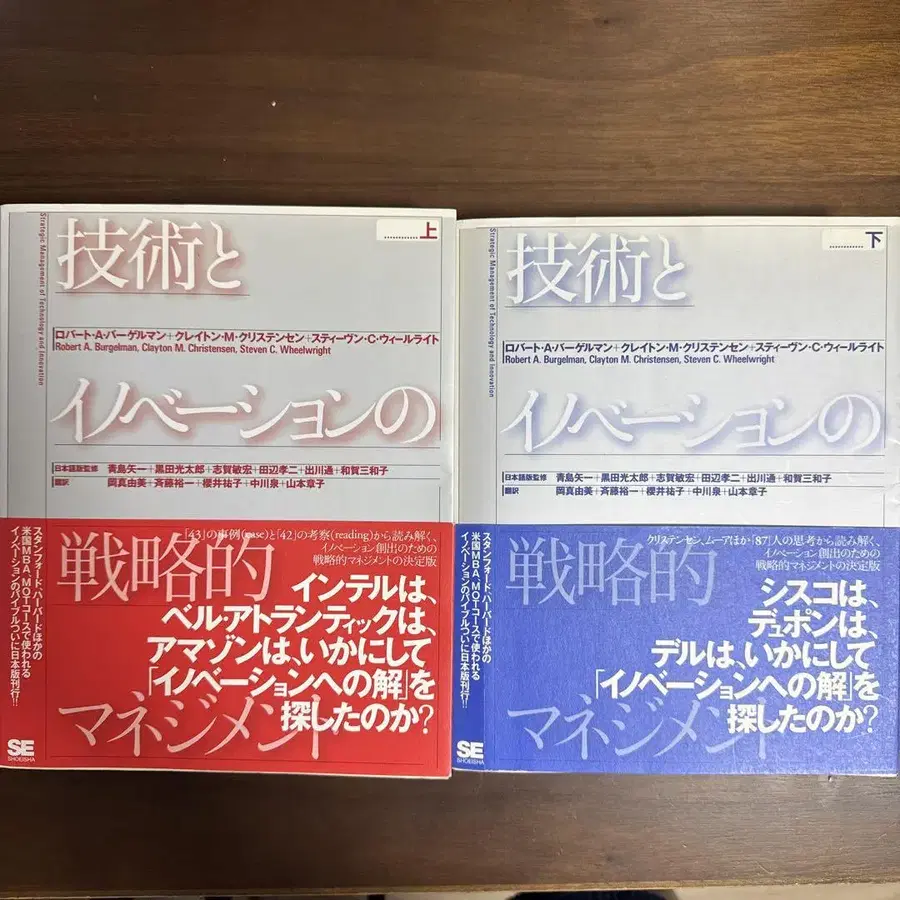 上
Strategic Management of Technology and Innovation
技術と
ロバート・A・バーゲルマン+クレイトン・M・クリステンセン+スティーヴン・C・ウィールライト
Robert A. Burgelman, Clayton M. Christensen, Steven C. Wheelwright
イノベーションの
日本語版監修 青島矢一+黒田光太郎+志賀敏宏+田辺孝二+出川通+和賀三和子
翻訳 岡真由美+斉藤裕一+櫻井祐子+中川泉+山本章子
「43」の事例(case)と「42」の考察(reading)から読み解く、
イノベーション創出のための
戦略的マネジメントの決定版
戦略的
インテルは、
ベル・アトランティックは、
アマゾンは、いかにして
「イノベーションへの解」を
探したのか?
マネジメント
スタンフォード、ハーバードほかの
米国MBA、MOTコースで使われる
イノベーションのバイブルついに日本版刊行!!
SE
SHOEISHA
下
Strategic Management of Technology and Innovation
技術と
ロバート・A・バーゲルマン+クレイトン・M・クリステンセン+スティーヴン・C・ウィールライト
Robert A. Burgelman, Clayton M. Christensen, Steven C. Wheelwright
イノベーションの
日本語版監修 青島矢一+黒田光太郎+志賀敏宏+田辺孝二+出川通+和賀三和子
翻訳 岡真由美+斉藤裕一+櫻井祐子+中川泉+山本章子
クリステンセン、ムーアほか「87」人の思考から読み解く、
イノベーション創出のための
戦略的マネジメントの決定版
戦略的
シスコは、
デュポンは、
デルは、いかにして
「イノベーションへの解」を
探したのか?
マネジメント
スタンフォード、ハーバードほかの
米国MBA、MOTコースで使われる
イノベーションのバイブルついに日本版刊行!!
SE
SHOEISHA